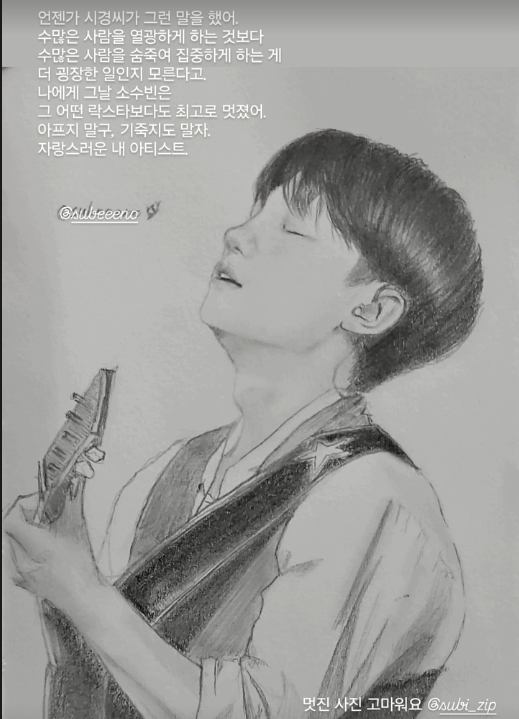 언젠가 시경씨가 그런 말을 했어.
수많은 사람을 열광하게 하는 것보다
수많은 사람을 숨죽여 집중하게 하는 게
더 굉장한 일인지 모른다고.
나에게 그날 소수빈은
그 어떤 락스타보다도 최고로 멋졌어.
아프지 말구, 기죽지도 말자.
자랑스러운 내 아티스트.
@subeeeno
멋진 사진 고마워요 @subi_zip